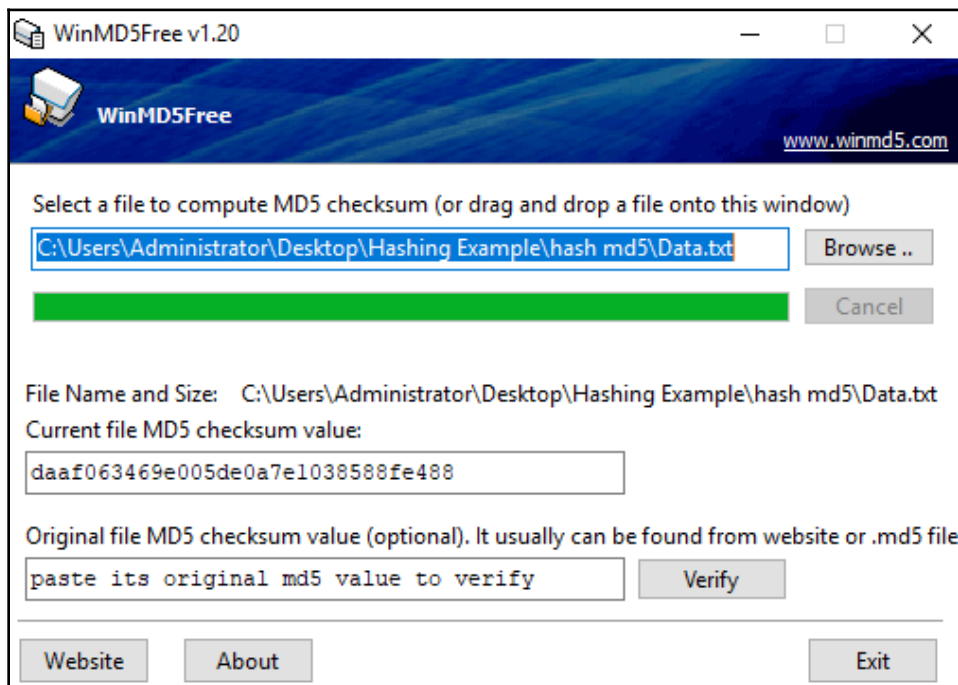 WinMD5Free v1.20
WinMD5Free
www.winmd5.com
Select a file to compute MD5 checksum (or drag and drop a file onto this window)
C:\Users\Administrator\Desktop\Hashing Example\hash md5\Data.txt Browse ..
Cancel
File Name and Size: C:\Users\Administrator\Desktop\Hashing Example\hash md5\Data.txt
Current file MD5 checksum value:
daaf063469e005de0a7e1038588fe488
Original file MD5 checksum value (optional). It usually can be found from website or .md5 file
paste its original md5 value to verify Verify
Website About Exit